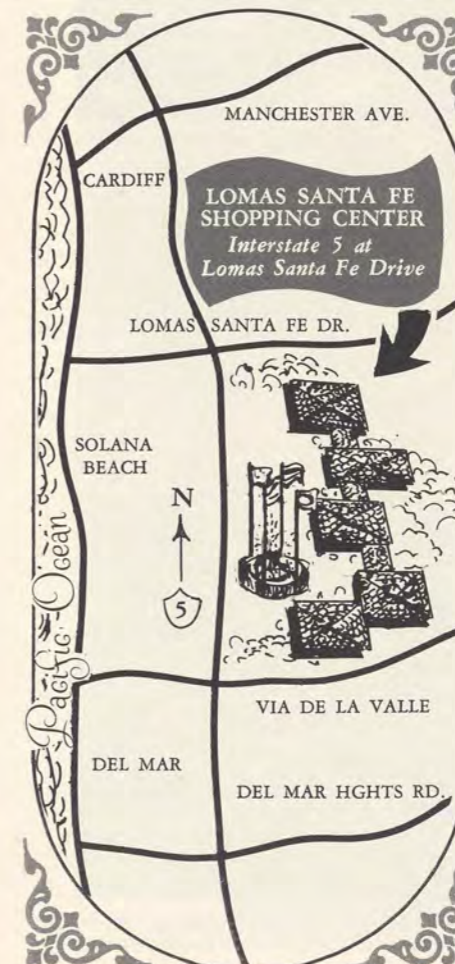 MANCHESTER AVE.
CARDIFF
LOMAS SANTA FE
SHOPPING CENTER
Interstate 5 at
Lomas Santa Fe Drive
LOMAS SANTA FE DR.
SOLANA
BEACH
N
5
Pacific Ocean
VIA DE LA VALLE
DEL MAR
DEL MAR HGHTS RD.